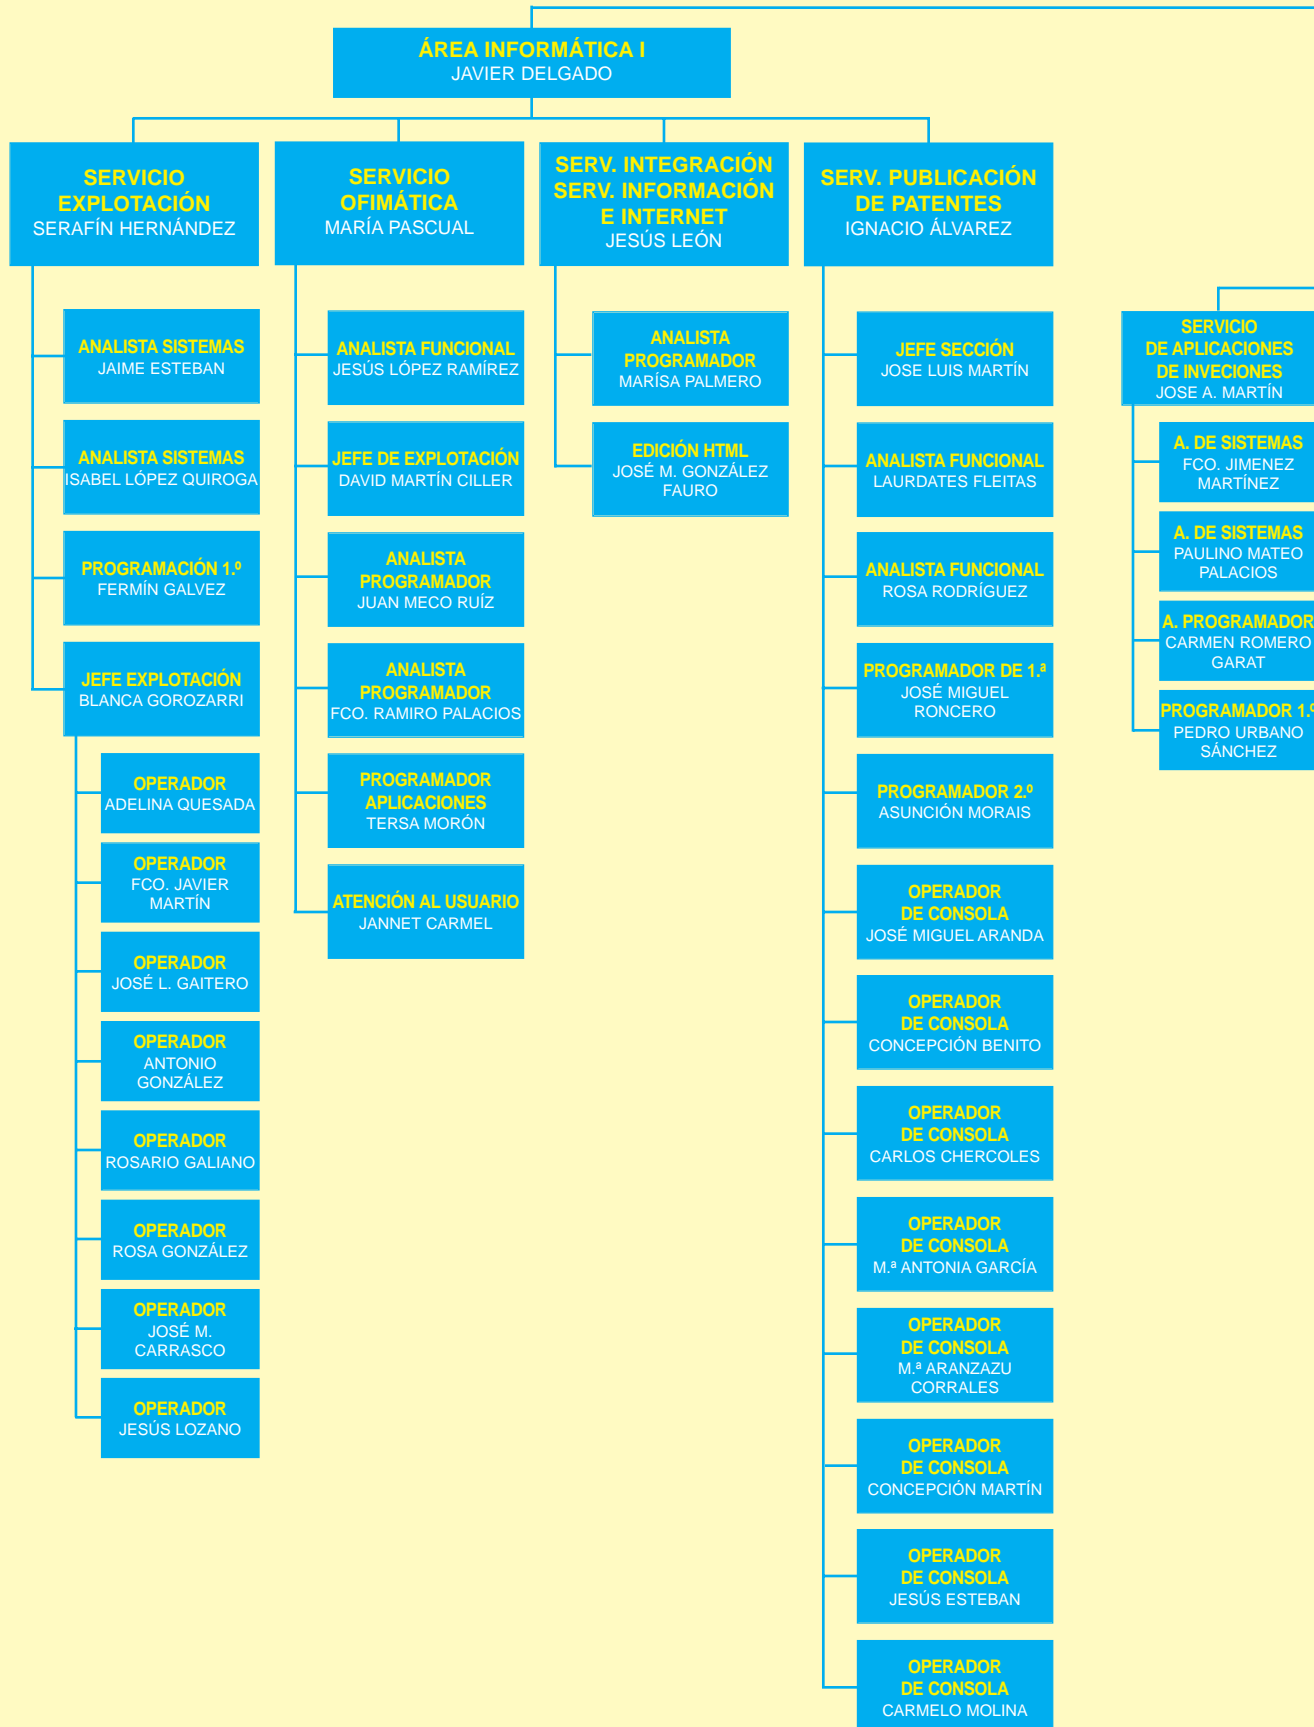 ÁREA INFORMÁTICA I
JAVIER DELGADO
SERVICIO
EXPLOTACIÓN
SERAFÍN HERNÁNDEZ
ANALISTA SISTEMAS
JAIME ESTEBAN
ANALISTA SISTEMAS
ISABEL LÓPEZ QUIROGA
PROGRAMACIÓN 1.º
FERMÍN GALVEZ
JEFE EXPLOTACIÓN
BLANCA GOROZARRI
OPERADOR
ADELINA QUESADA
OPERADOR
FCO. JAVIER
MARTÍN
OPERADOR
JOSÉ L. GAITERO
OPERADOR
ANTONIO
GONZÁLEZ
OPERADOR
ROSARIO GALIANO
OPERADOR
ROSA GONZÁLEZ
OPERADOR
JOSÉ M.
CARRASCO
OPERADOR
JESÚS LOZANO
SERVICIO
OFIMÁTICA
MARÍA PASCUAL
ANALISTA FUNCIONAL
JESÚS LÓPEZ RAMÍREZ
JEFE DE EXPLOTACIÓN
DAVID MARTÍN CILLER
ANALISTA
PROGRAMADOR
JUAN MECO RUÍZ
ANALISTA
PROGRAMADOR
FCO. RAMIRO PALACIOS
PROGRAMADOR
APLICACIONES
TERSA MORÓN
ATENCIÓN AL USUARIO
JANNET CARMEL
SERV. INTEGRACIÓN
SERV. INFORMACIÓN
E INTERNET
JESÚS LEÓN
ANALISTA
PROGRAMADOR
MARÍSA PALMERO
EDICIÓN HTML
JOSÉ M. GONZÁLEZ
FAURO
SERV. PUBLICACIÓN
DE PATENTES
IGNACIO ÁLVAREZ
JEFE SECCIÓN
JOSE LUIS MARTÍN
ANALISTA FUNCIONAL
LAURDATES FLEITAS
ANALISTA FUNCIONAL
ROSA RODRÍGUEZ
PROGRAMADOR DE 1.ª
JOSÉ MIGUEL
RONCERO
PROGRAMADOR 2.º
ASUNCIÓN MORAIS
OPERADOR
DE CONSOLA
JOSÉ MIGUEL ARANDA
OPERADOR
DE CONSOLA
CONCEPCIÓN BENITO
OPERADOR
DE CONSOLA
CARLOS CHERCOLES
OPERADOR
DE CONSOLA
M.ª ANTONIA GARCÍA
OPERADOR
DE CONSOLA
M.ª ARANZAZU
CORRALES
OPERADOR
DE CONSOLA
CONCEPCIÓN MARTÍN
OPERADOR
DE CONSOLA
JESÚS ESTEBAN
OPERADOR
DE CONSOLA
CARMELO MOLINA
SERVICIO
DE APLICACIONES
DE INVECIONES
JOSE A. MARTÍN
A. DE SISTEMAS
FCO. JIMENEZ
MARTÍNEZ
A. DE SISTEMAS
PAULINO MATEO
PALACIOS
A. PROGRAMADOR
CARMEN ROMERO
GARAT
PROGRAMADOR 1.º
PEDRO URBANO
SÁNCHEZ